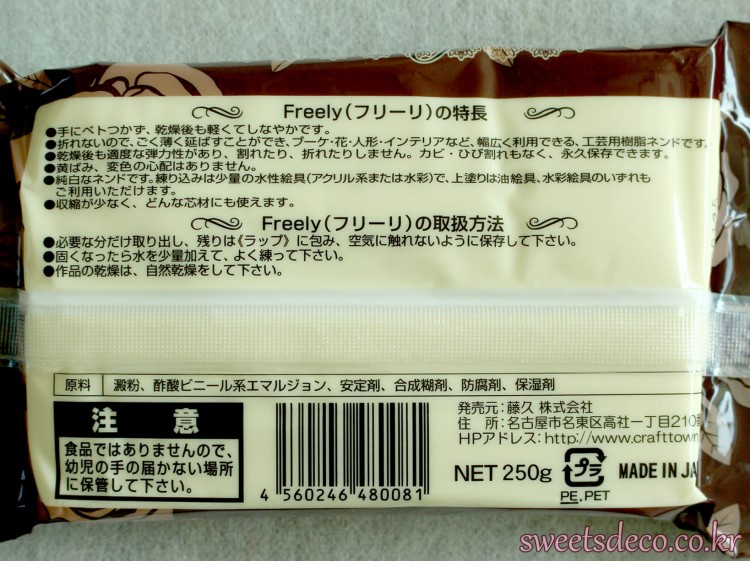 Freely(フリーリ)の特長
●手にベトつかず、乾燥後も軽くてしなやかです。
●折れないので、ごく薄く延ばすことができ、ブーケ・花・人形・インテリアなど、幅広く利用できる、工芸用樹脂ネンドです。
●乾燥後も適度な弾力性があり、割れたり、折れたりしません。カビ・ひび割れもなく、永久保存できます。
●黄ばみ、変色の心配はありません。
●純白なネンドです。練り込みは少量の水性絵具(アクリル系または水彩)で、上塗りは油絵具、水彩絵具のいずれも
ご利用いただけます。
●収縮が少なく、どんな芯材にも使えます。
Freely(フリーリ)の取扱方法
●必要な分だけ取り出し、残りは《ラップ》に包み、空気に触れないように保存して下さい。
●固くなったら水を少量加えて、よく練って下さい。
●作品の乾燥は、自然乾燥をして下さい。
原料 澱粉、酢酸ビニール系エマルジョン、安定剤、合成糊剤、防腐剤、保湿剤
注意
食品ではありませんので、
幼児の手の届かない場所
に保管して下さい。
4 560246 480081
発売元:藤久 株式会社
住 所:名古屋市名東区高社一丁目210
HPアドレス:http://www.crafttown
NET 250g プラ MADE IN JA
PE,PET
sweetsdeco.co.kr